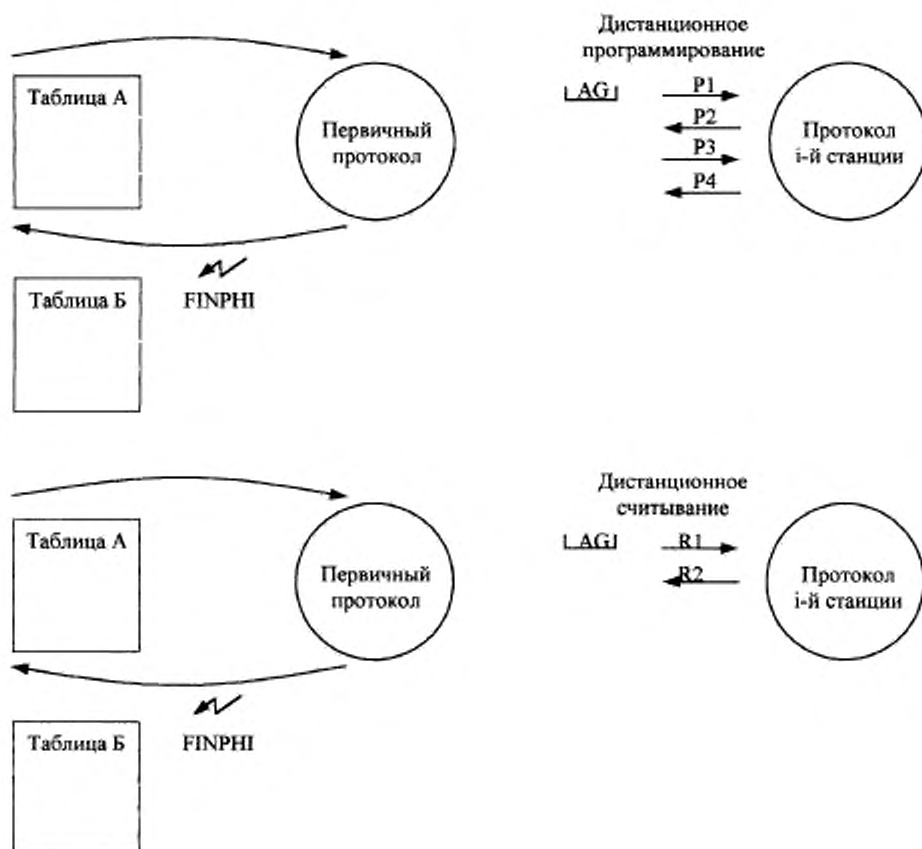 Дистанционное
программирование
Таблица А
Первичный
протокол
AG
P1
P2
P3
P4
Протокол
i-й станции
Таблица Б
FINPHI
Дистанционное
считывание
Таблица А
Первичный
протокол
AG
R1
R2
Протокол
i-й станции
Таблица Б
FINPHI